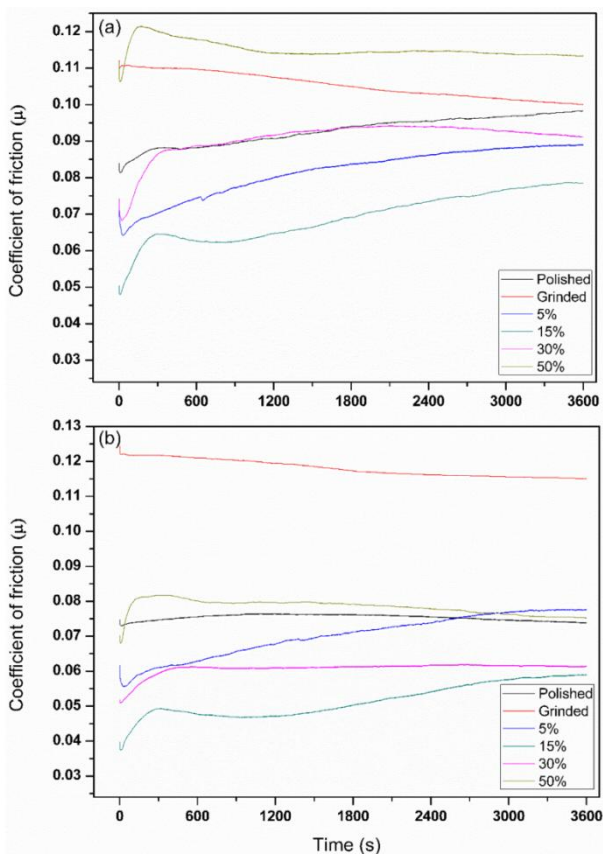 (a)
Coefficient of friction (μ)
0.12
0.11
0.10
0.09
0.08
0.07
0.06
0.05
0.04
0.03
Polished
Grinded
5%
15%
30%
50%
0 600 1200 1800 2400 3000 3600
(b)
Coefficient of friction (μ)
0.13
0.12
0.11
0.10
0.09
0.08
0.07
0.06
0.05
0.04
0.03
Polished
Grinded
5%
15%
30%
50%
0 600 1200 1800 2400 3000 3600
Time (s)